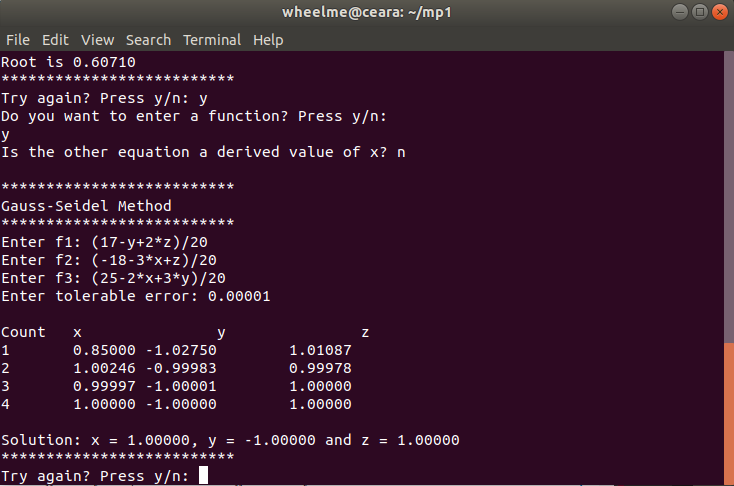 wheelme@ceara: ~/mp1
File Edit View Search Terminal Help
Root is 0.60710
**************************
Try again? Press y/n: y
Do you want to enter a function? Press y/n:
y
Is the other equation a derived value of x? n
**************************
Gauss-Seidel Method
**************************
Enter f1: (17-y+2*z)/20
Enter f2: (-18-3*x+z)/20
Enter f3: (25-2*x+3*y)/20
Enter tolerable error: 0.00001
Count x y z
1 0.85000 -1.02750 1.01087
2 1.00246 -0.99983 0.99978
3 0.99997 -1.00001 1.00000
4 1.00000 -1.00000 1.00000
Solution: x = 1.00000, y = -1.00000 and z = 1.00000
**************************
Try again? Press y/n: